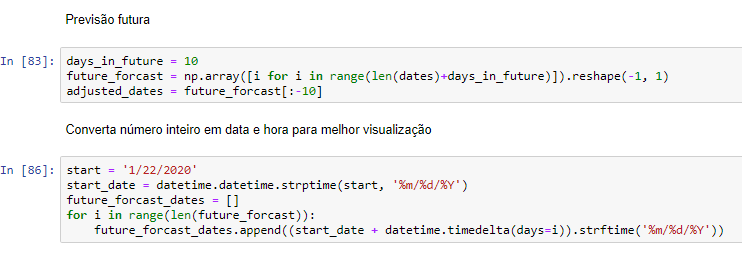 Previsão futura
In [83]: days_in_future = 10
future_forcast = np.array([i for i in range(len(dates)+days_in_future)]).reshape(-1, 1)
adjusted_dates = future_forcast[:-10]
Converta número inteiro em data e hora para melhor visualização
In [86]: start = '1/22/2020'
start_date = datetime.datetime.strptime(start, '%m/%d/%Y')
future_forcast_dates = []
for i in range(len(future_forcast)):
    future_forcast_dates.append((start_date + datetime.timedelta(days=i)).strftime('%m/%d/%Y'))